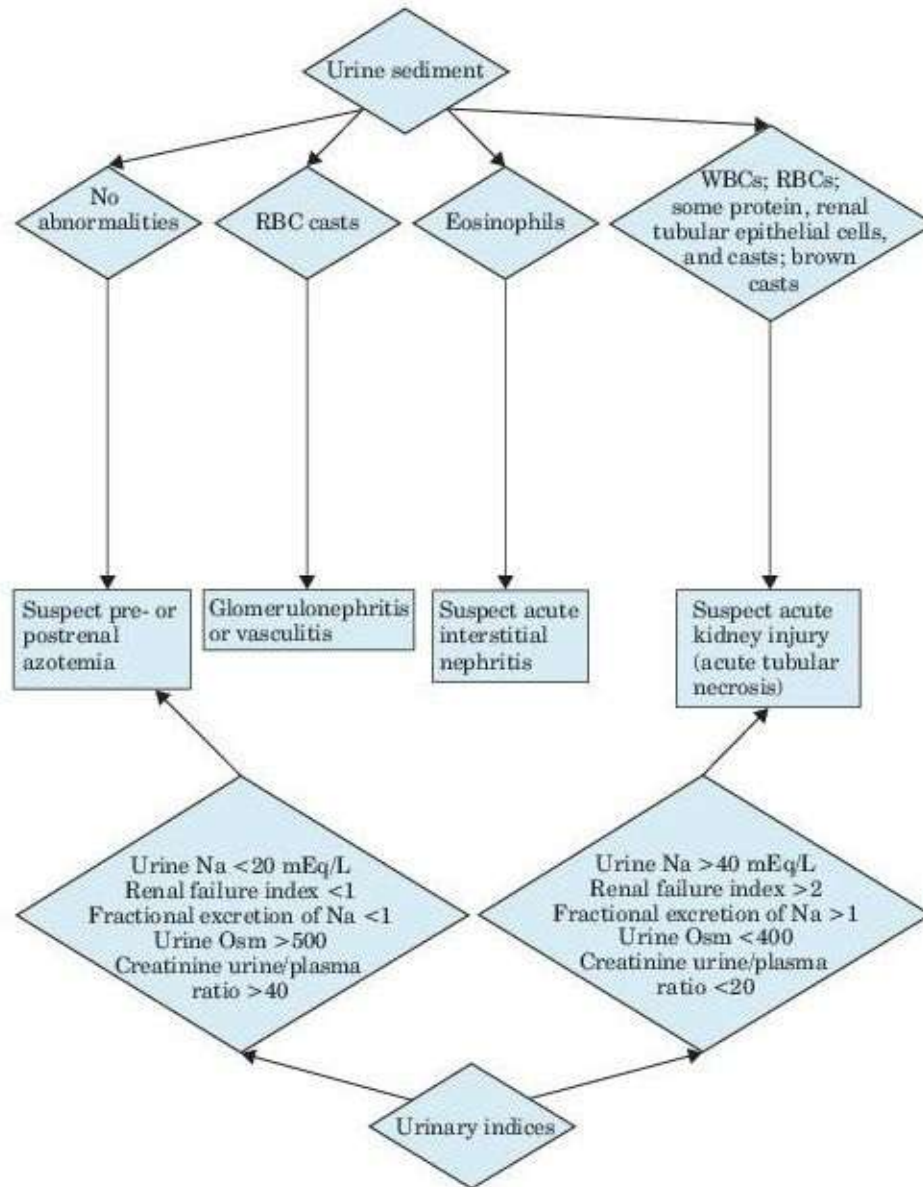 Urine sediment
No
abnormalities
RBC casts
Eosinophils
WBCs; RBCs;
some protein, renal
tubular epithelial cells,
and casts; brown
casts
Suspect pre- or
postrenal
azotemia
Glomerulonephritis
or vasculitis
Suspect acute
interstitial
nephritis
Suspect acute
kidney injury
(acute tubular
necrosis)
Urine Na <20 mEq/L
Renal failure index <1
Fractional excretion of Na <1
Urine Osm >500
Creatinine urine/plasma
ratio >40
Urine Na >40 mEq/L
Renal failure index >2
Fractional excretion of Na >1
Urine Osm <400
Creatinine urine/plasma
ratio <20
Urinary indices